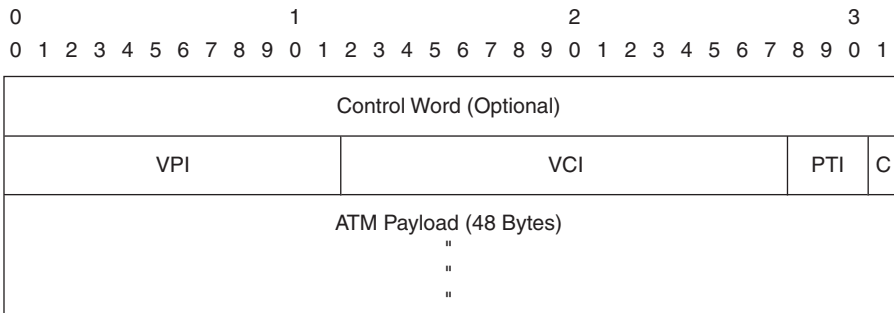 0 1 2 3
0 1 2 3 4 5 6 7 8 9 0 1 2 3 4 5 6 7 8 9 0 1 2 3 4 5 6 7 8 9 0 1
Control Word (Optional)
VPI VCI PTI C
ATM Payload (48 Bytes)
"
"
"